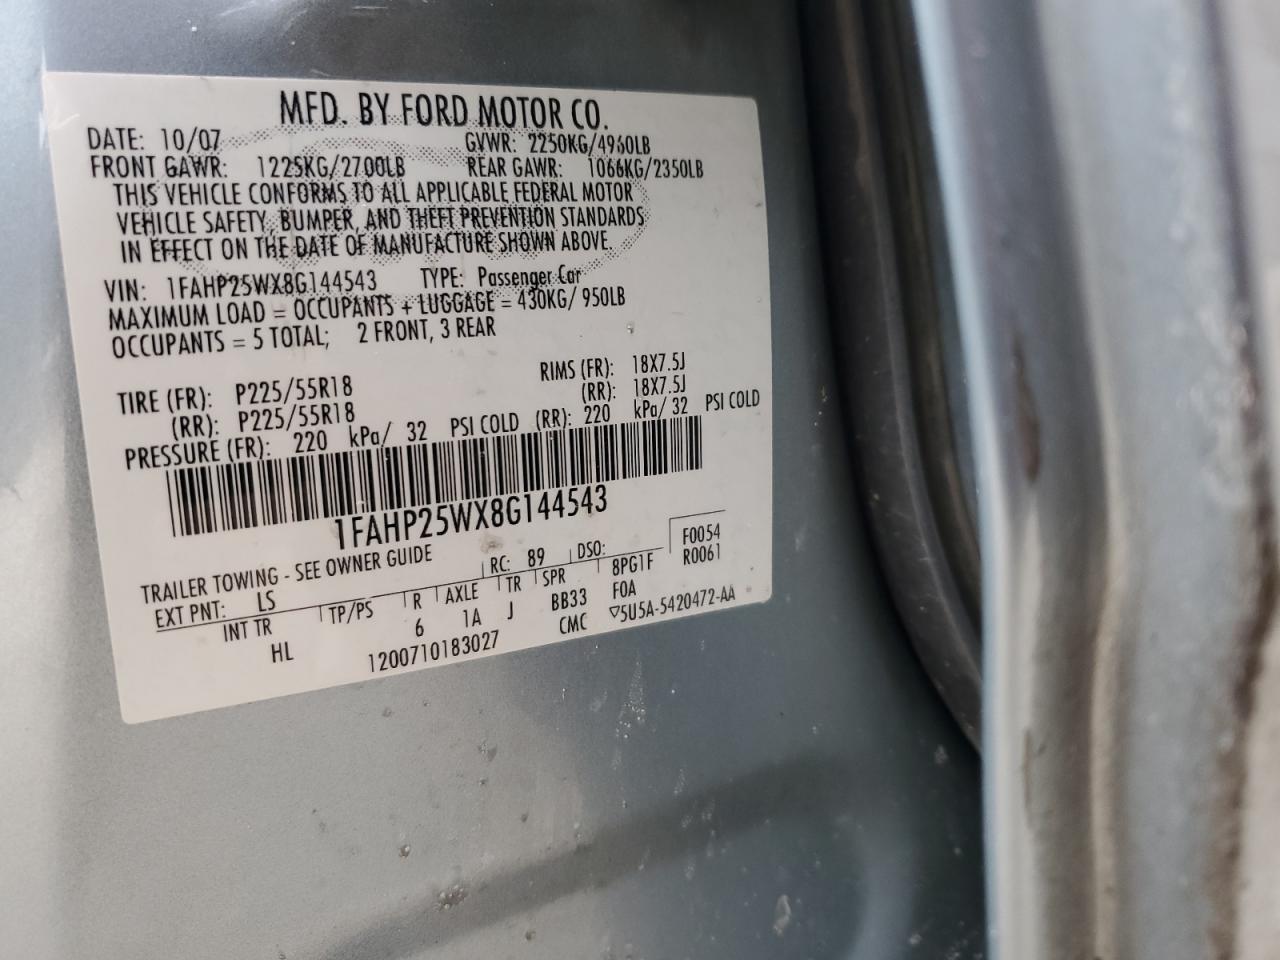 MFD. BY FORD MOTOR CO.
DATE: 10/07 GVWR: 2250KG/4960LB
FRONT GAWR: 1225KG/2700LB REAR GAWR: 1066KG/2350LB
THIS VEHICLE CONFORMS TO ALL APPLICABLE FEDERAL MOTOR
VEHICLE SAFETY, BUMPER, AND THEFT PREVENTION STANDARDS
IN EFFECT ON THE DATE OF MANUFACTURE SHOWN ABOVE.
VIN: 1FAHP25WX8G144543 TYPE: Passenger Car
MAXIMUM LOAD = OCCUPANTS + LUGGAGE = 430KG/ 950LB
OCCUPANTS = 5 TOTAL; 2 FRONT, 3 REAR
TIRE (FR): P225/55R18 RIMS (FR): 18X7.5J
(RR): P225/55R18 (RR): 18X7.5J
PRESSURE (FR): 220 kPa/ 32 PSI COLD (RR): 220 kPa/ 32 PSI COLD
1FAHP25WX8G144543
TRAILER TOWING - SEE OWNER GUIDE RC: 89 DSO: F0054
EXT PNT: LS TP/PS R AXLE TR SPR 8PG1F R0061
INT TR 6 1A J BB33 F0A
HL 1200710183027 CMC ▽5U5A-5420472-AA